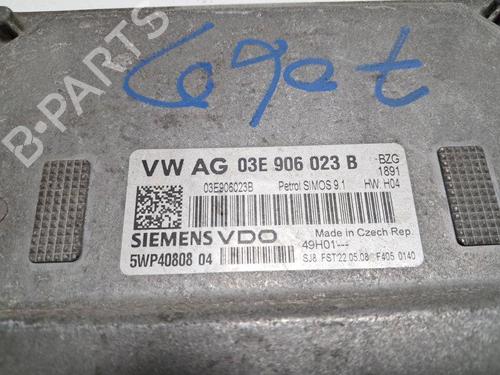 B-PARTS
69et
VW AG 03E 906 023 B BZG
1891
03E906023B Petrol SIMOS 9.1 HW: H04
SIEMENS VDO Made in Czech Rep.
49H01---
5WP40808 04 SJ8 FST'22.05.08' F405 0140